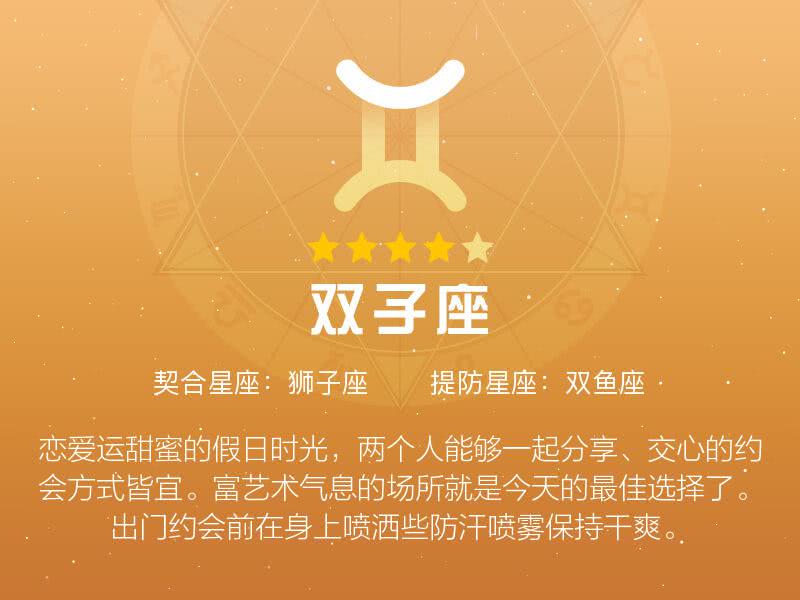 双子座
契合星座：狮子座 提防星座：双鱼座
恋爱运甜蜜的假日时光，两个人能够一起分享、交心的约
会方式皆宜。富艺术气息的场所就是今天的最佳选择了。
出门约会前在身上喷洒些防汗喷雾保持干爽。